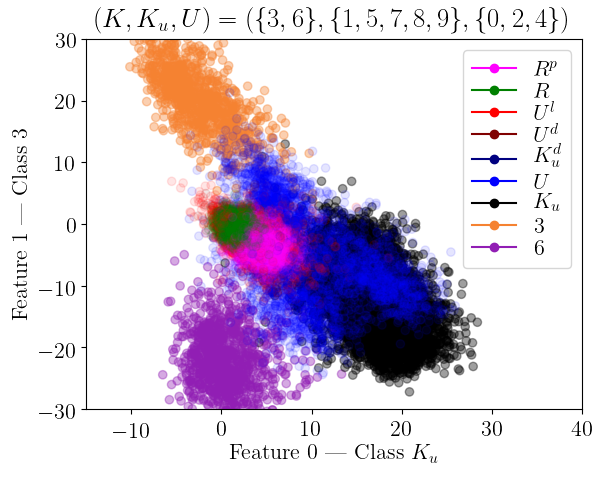 (K, K_u, U) = ({3, 6}, {1, 5, 7, 8, 9}, {0, 2, 4})
30
20
10
0
−10
−20
−30
Feature 1 — Class 3
R^p
R
U^l
U^d
K_u^d
U
K_u
3
6
−10
0
10
20
30
40
Feature 0 — Class K_u